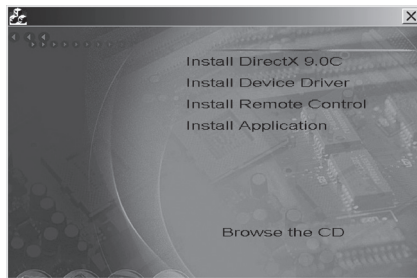 Install DirectX 9.0C
Install Device Driver
Install Remote Control
Install Application
Browse the CD